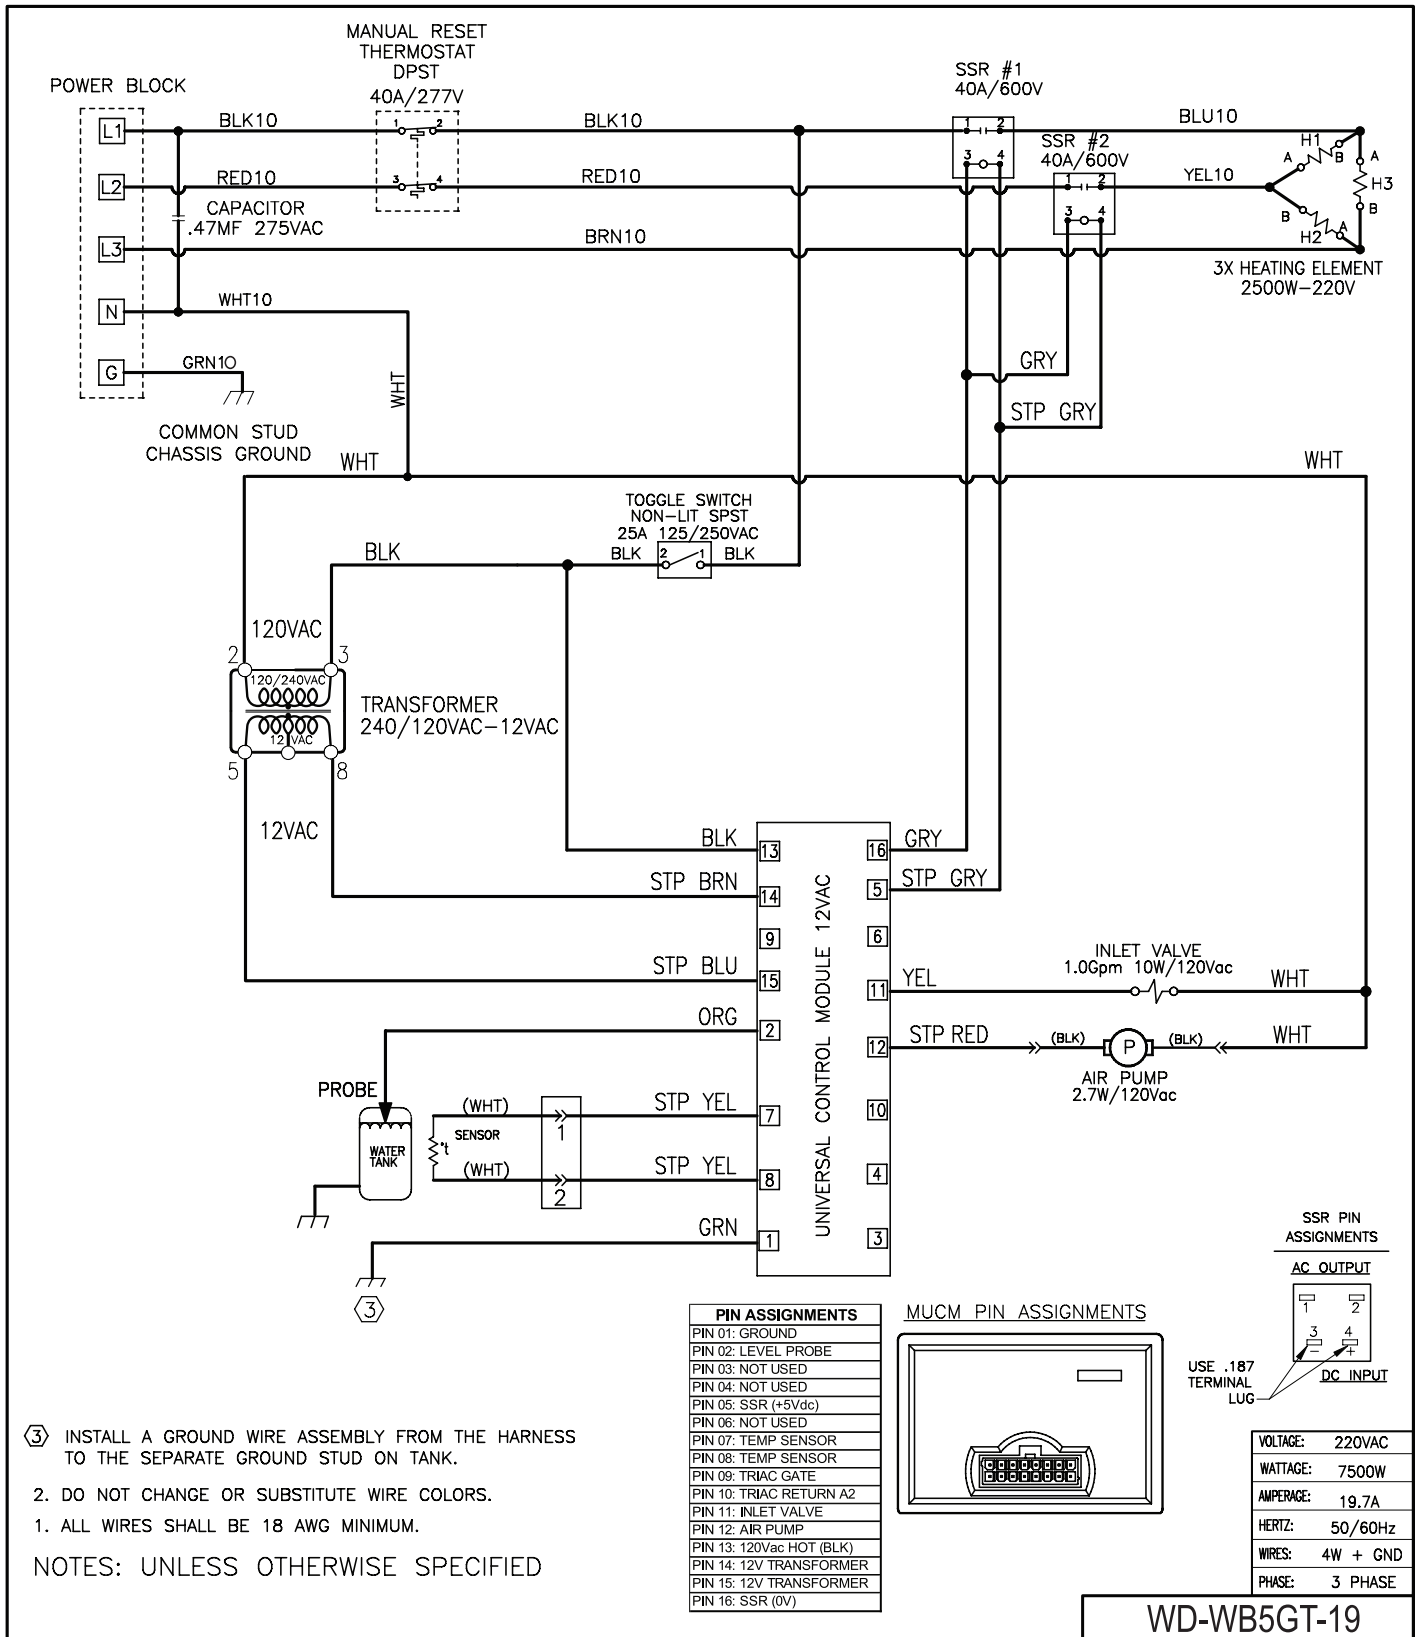 MANUAL RESET
THERMOSTAT
DPST
40A/277V
POWER BLOCK
SSR #1
40A/600V
L1
BLK10
1
2
BLK10
1 2
BLU10
3 4
SSR #2
40A/600V
H1
A
B
A
H3
B
L2
RED10
3
4
RED10
1 2
YEL10
CAPACITOR
.47MF 275VAC
3 4
B
A
H2
L3
BRN10
3X HEATING ELEMENT
2500W-220V
N
WHT10
G
GRN10
WHT
GRY
STP GRY
COMMON STUD
CHASSIS GROUND
WHT
WHT
TOGGLE SWITCH
NON-LIT SPST
25A 125/250VAC
BLK
BLK
2
1
BLK
120VAC
2
3
120/240VAC
TRANSFORMER
240/120VAC-12VAC
12 VAC
5
8
12VAC
UNIVERSAL CONTROL MODULE 12VAC
BLK
13
16
GRY
STP BRN
14
5
STP GRY
9
6
STP BLU
15
11
YEL
INLET VALVE
1.0Gpm 10W/120Vac
WHT
ORG
2
12
STP RED
(BLK)
P
(BLK)
WHT
AIR PUMP
2.7W/120Vac
PROBE
WATER
TANK
(WHT)
SENSOR
°t
(WHT)
1
2
STP YEL
7
10
STP YEL
8
4
GRN
1
3
3
SSR PIN
ASSIGNMENTS
AC OUTPUT
1
2
3
4
-
+
USE .187
TERMINAL
LUG
DC INPUT
PIN ASSIGNMENTS
PIN 01: GROUND
PIN 02: LEVEL PROBE
PIN 03: NOT USED
PIN 04: NOT USED
PIN 05: SSR (+5Vdc)
PIN 06: NOT USED
PIN 07: TEMP SENSOR
PIN 08: TEMP SENSOR
PIN 09: TRIAC GATE
PIN 10: TRIAC RETURN A2
PIN 11: INLET VALVE
PIN 12: AIR PUMP
PIN 13: 120Vac HOT (BLK)
PIN 14: 12V TRANSFORMER
PIN 15: 12V TRANSFORMER
PIN 16: SSR (0V)
MUCM PIN ASSIGNMENTS
3 INSTALL A GROUND WIRE ASSEMBLY FROM THE HARNESS
TO THE SEPARATE GROUND STUD ON TANK.
2. DO NOT CHANGE OR SUBSTITUTE WIRE COLORS.
1. ALL WIRES SHALL BE 18 AWG MINIMUM.
NOTES: UNLESS OTHERWISE SPECIFIED
VOLTAGE: 220VAC
WATTAGE: 7500W
AMPERAGE: 19.7A
HERTZ: 50/60Hz
WIRES: 4W + GND
PHASE: 3 PHASE
WD-WB5GT-19